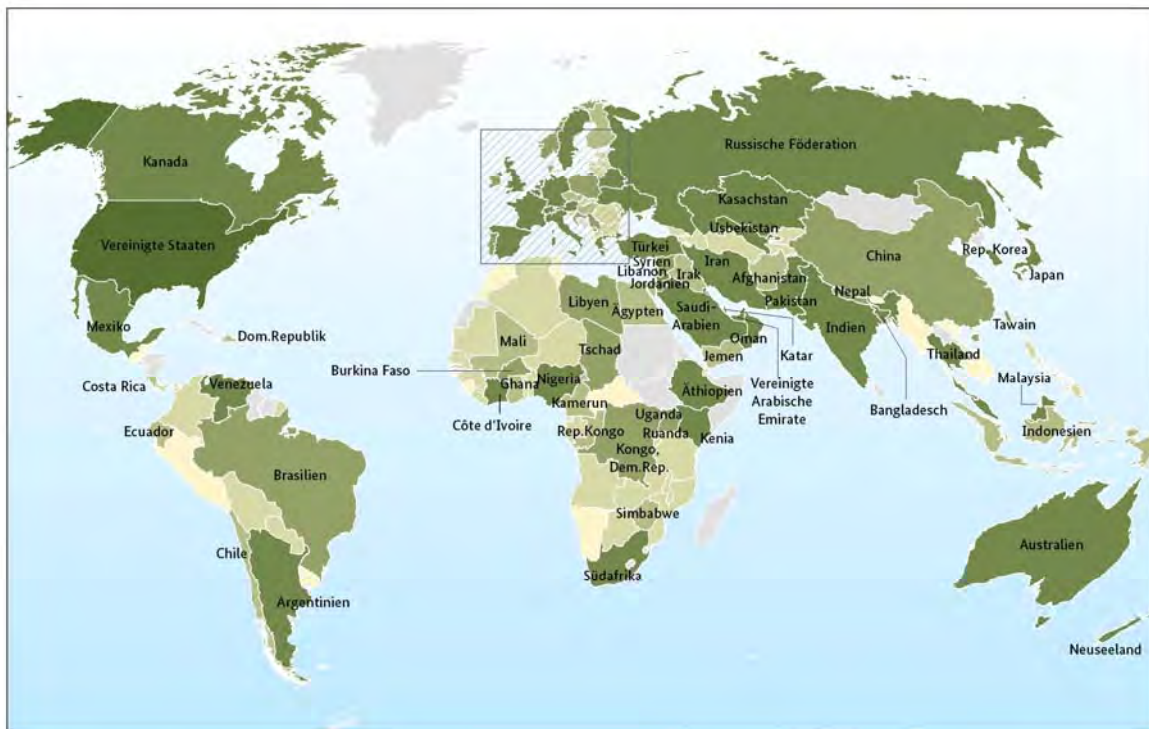 Kanada
Vereinigte Staaten
Mexiko
Dom.Republik
Costa Rica
Venezuela
Ecuador
Brasilien
Chile
Argentinien
Russische Föderation
Kasachstan
Usbekistan
Türkei
Syrien
Libanon
Jordanien
Irak
Iran
Afghanistan
Pakistan
China
Rep. Korea
Japan
Nepal
Indien
Tawain
Thailand
Malaysia
Indonesien
Bangladesch
Libyen
Ägypten
Saudi-
Arabien
Oman
Jemen
Katar
Vereinigte
Arabische
Emirate
Mali
Tschad
Burkina Faso
Ghana
Nigeria
Côte d'Ivoire
Kamerun
Äthiopien
Uganda
Rep.Kongo
Ruanda
Kenia
Kongo,
Dem.Rep.
Simbabwe
Südafrika
Australien
Neuseeland